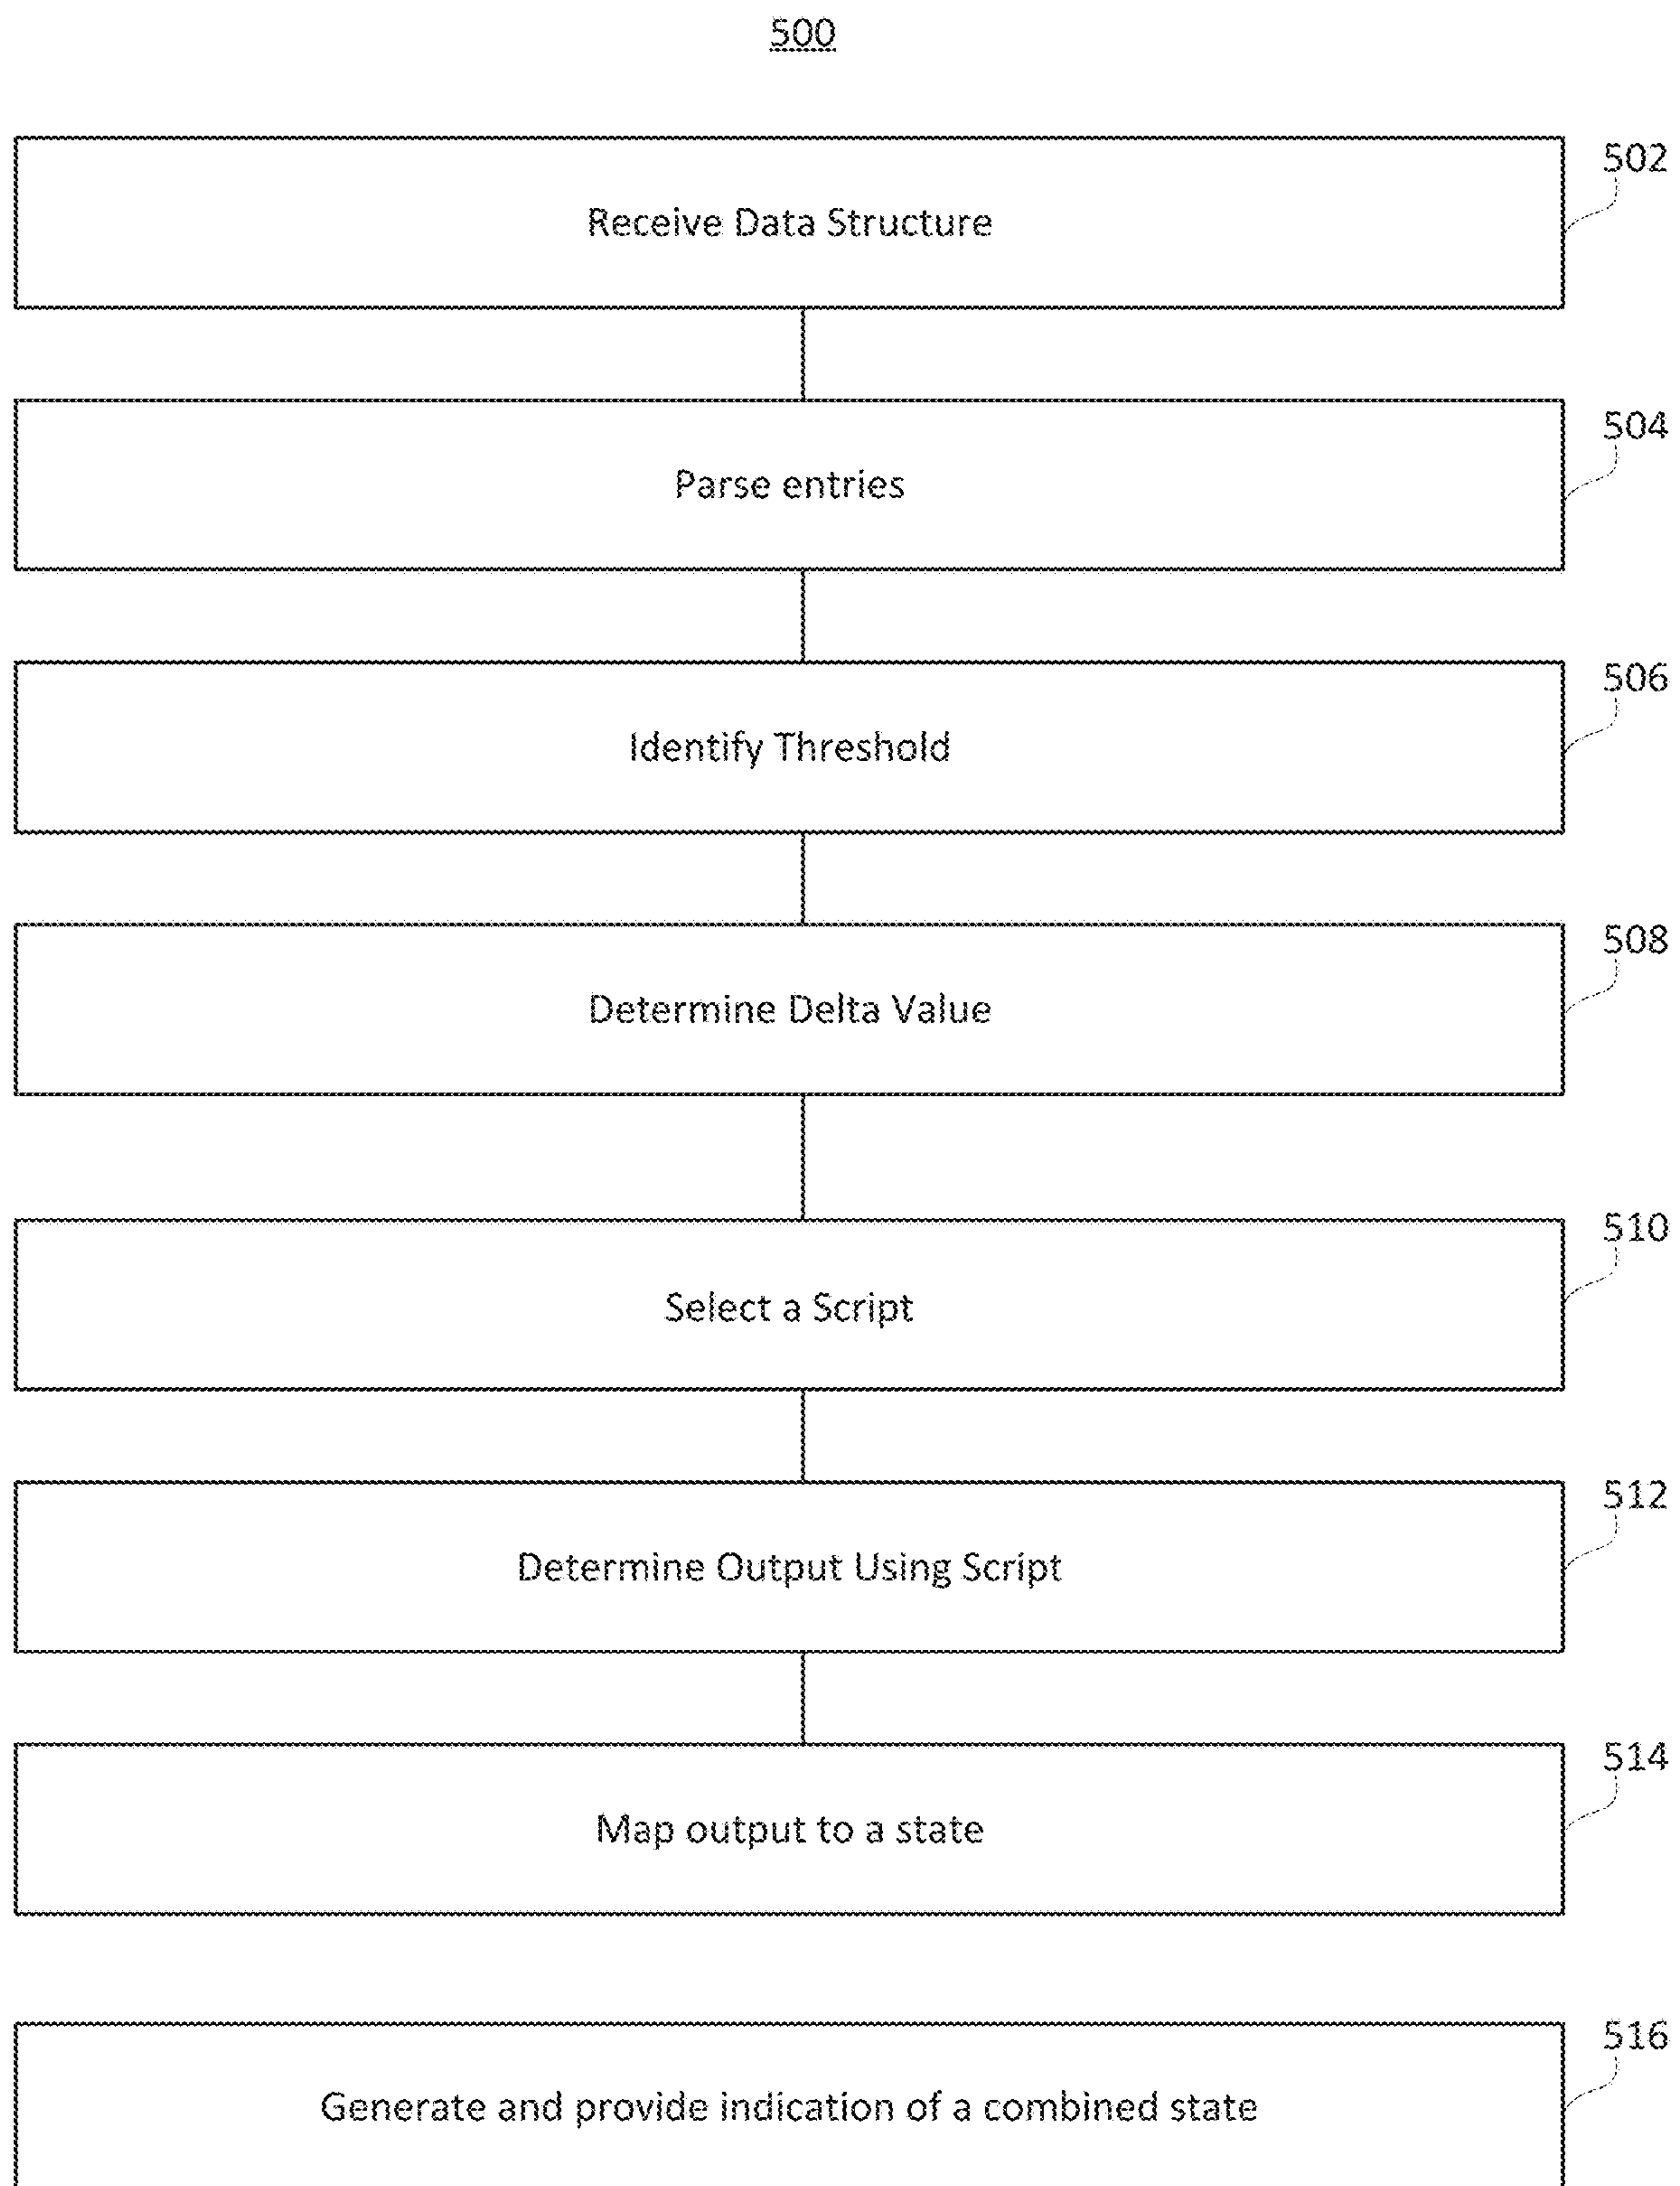 500
502
Receive Data Structure
504
Parse entries
506
Identify Threshold
508
Determine Delta Value
510
Select a Script
512
Determine Output Using Script
514
Map output to a state
516
Generate and provide indication of a combined state